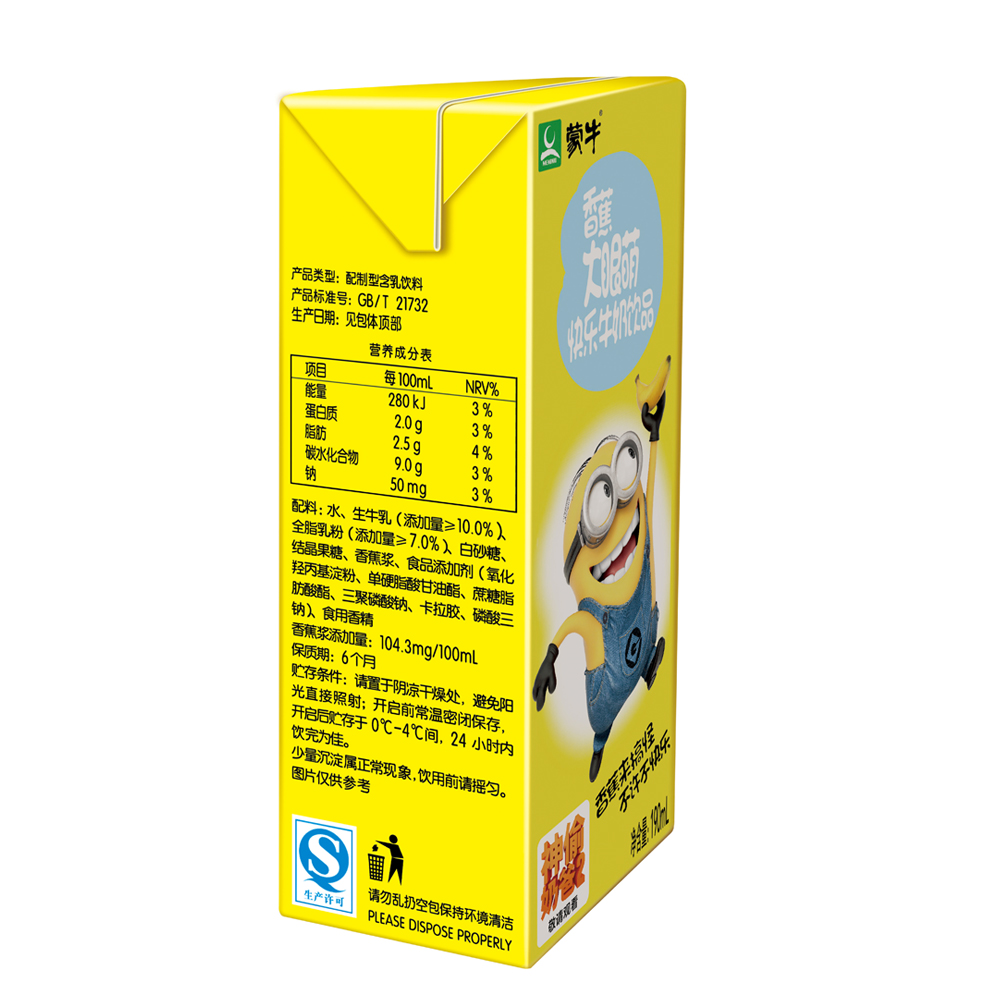 产品类型：配制型含乳饮料
产品标准号：GB/T 21732
生产日期：见包体顶部
营养成分表
项目 每100mL NRV%
能量 280 kJ 3%
蛋白质 2.0 g 3%
脂肪 2.5 g 4%
碳水化合物 9.0 g 3%
钠 50 mg 3%
配料：水、生牛乳（添加量≥10.0%）、
全脂乳粉（添加量≥7.0%）、白砂糖、
结晶果糖、香蕉浆、食品添加剂（氧化
羟丙基淀粉、单硬脂酸甘油酯、蔗糖脂
肪酸酯、三聚磷酸钠、卡拉胶、磷酸三
钠）、食用香精
香蕉浆添加量：104.3mg/100mL
保质期：6个月
贮存条件：请置于阴凉干燥处，避免阳
光直接照射；开启前常温密闭保存，
开启后贮存于0℃-4℃间，24小时内
饮完为佳。
少量沉淀属正常现象，饮用前请摇匀。
图片仅供参考
生产许可
请勿乱扔空包保持环境清洁
PLEASE DISPOSE PROPERLY
蒙牛
MENGNIU
香蕉
大眼萌
快乐牛奶饮品
香蕉来搞怪
不许不快乐
净含量：190mL
神偷
奶爸2
敬请观看